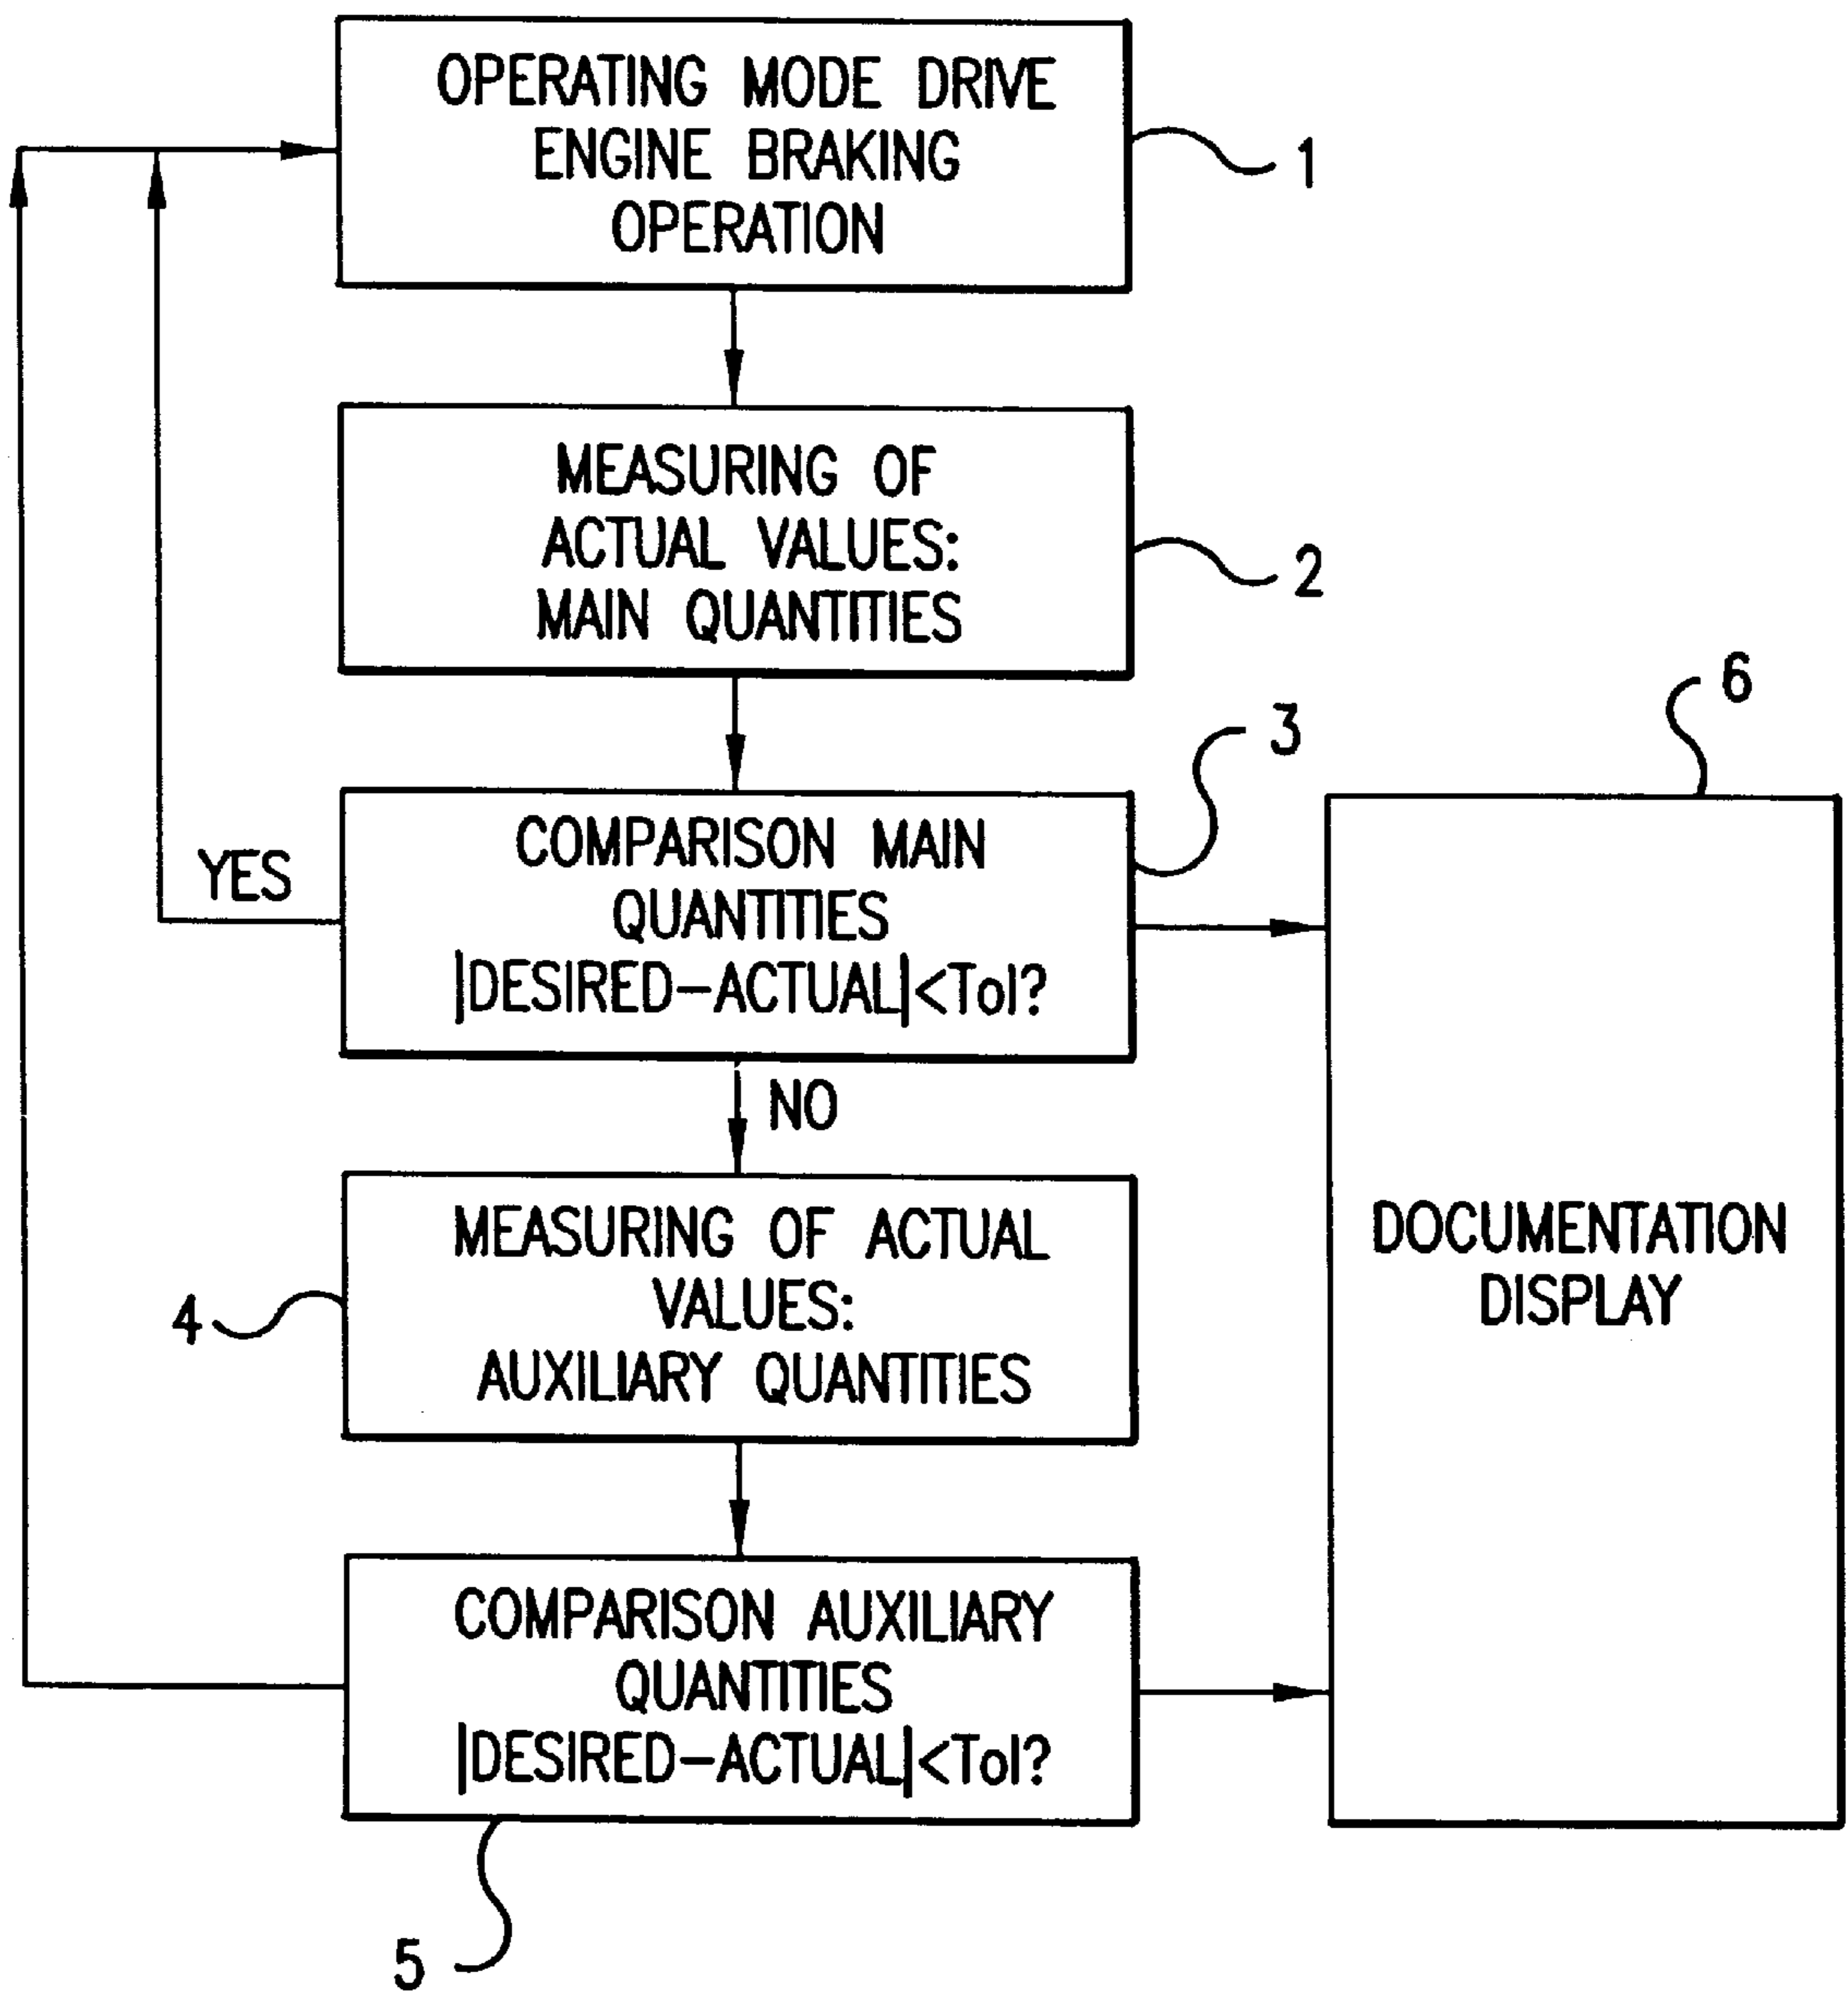 OPERATING MODE DRIVE
ENGINE BRAKING
OPERATION
1
MEASURING OF
ACTUAL VALUES:
MAIN QUANTITIES
2
3
6
COMPARISON MAIN
QUANTITIES
|DESIRED-ACTUAL|<Tol?
YES
NO
MEASURING OF ACTUAL
VALUES:
AUXILIARY QUANTITIES
4
DOCUMENTATION
DISPLAY
COMPARISON AUXILIARY
QUANTITIES
|DESIRED-ACTUAL|<Tol?
5